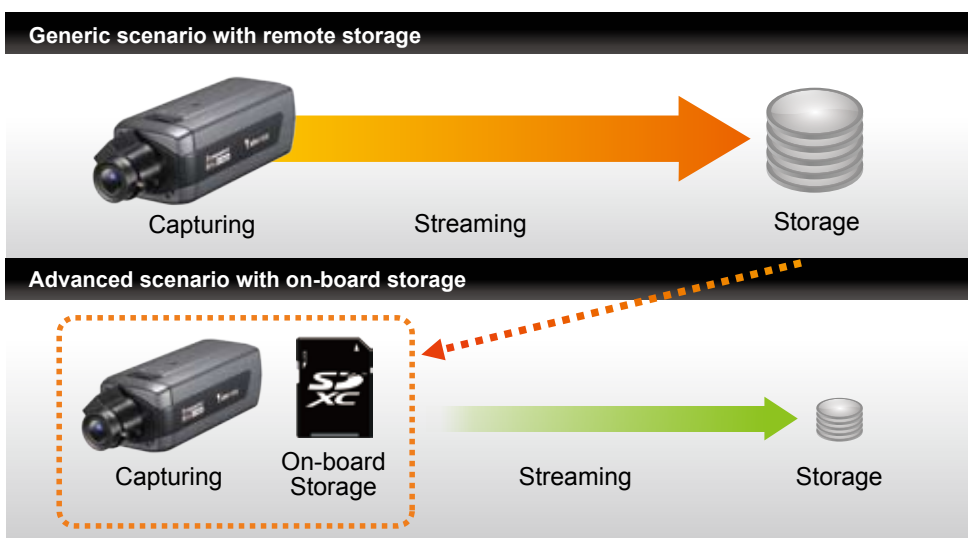 Generic scenario with remote storage
Capturing
Streaming
Storage
Advanced scenario with on-board storage
SD
XC
Capturing
On-board
Storage
Streaming
Storage